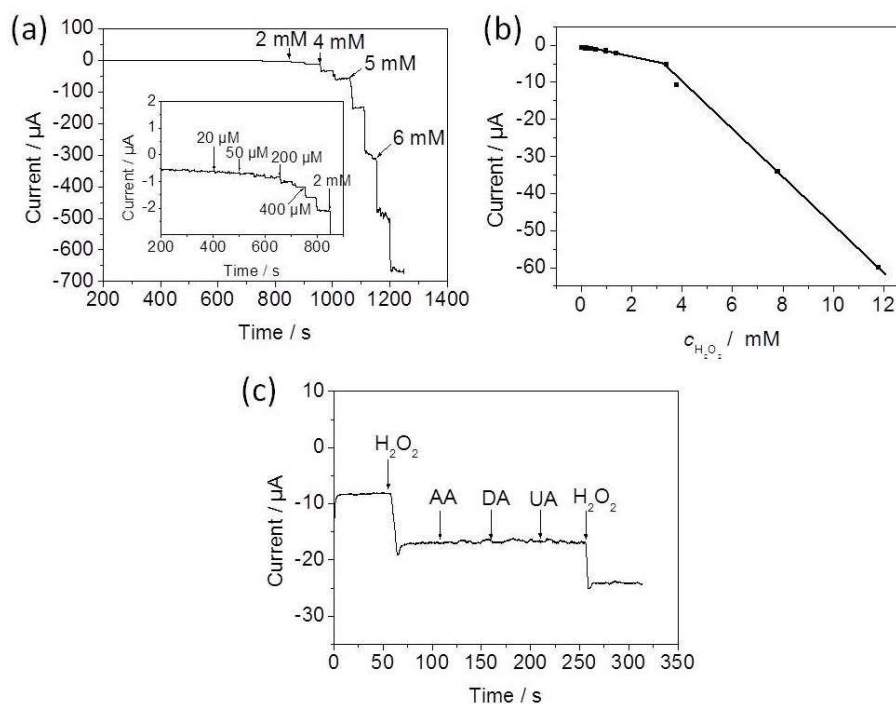 (a)
100
0
-100
-200
-300
-400
-500
-600
-700
Current / µA
2 mM 4 mM
5 mM
6 mM
2
1
0
-1
-2
Current / µA
20 µM
50 µM
200 µM
2 mM
400 µM
200 400 600 800
Time / s
200 400 600 800 1000 1200 1400
Time / s
(b)
0
-10
-20
-30
-40
-50
-60
Current / µA
0 2 4 6 8 10 12
c H₂O₂ / mM
(c)
10
0
-10
-20
-30
Current / µA
H₂O₂
AA DA UA H₂O₂
0 50 100 150 200 250 300 350
Time / s